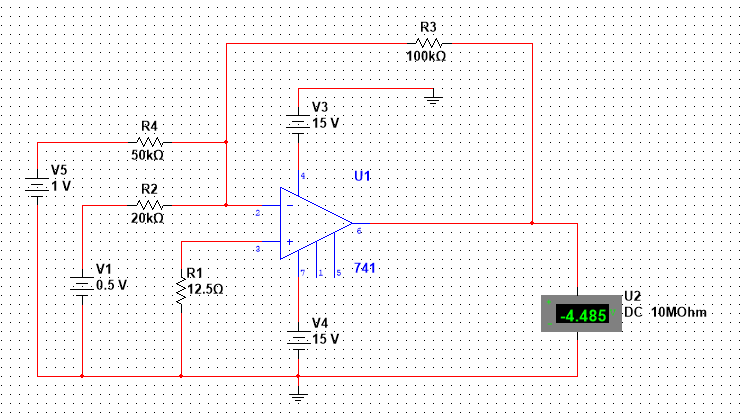 R3
100kΩ
V3
15 V
R4
50kΩ
V5
1 V
4
U1
R2
20kΩ
2
6
3
V1
0.5 V
R1
12.5Ω
7
1
5
741
U2
DC 10MOhm
-4.485
V4
15 V